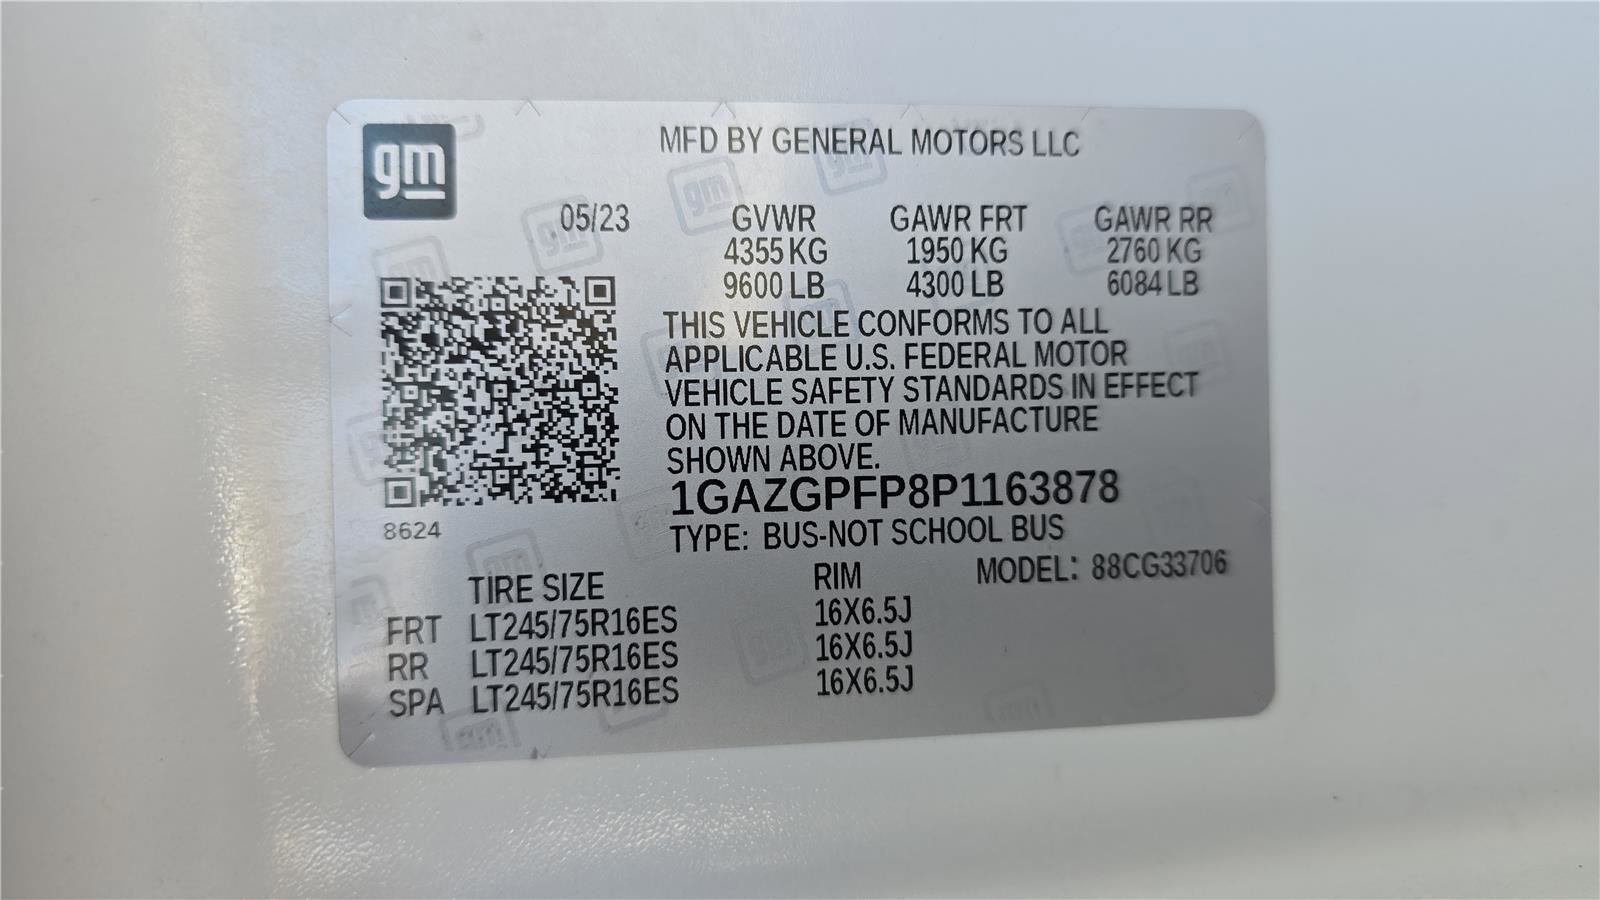 gm
MFD BY GENERAL MOTORS LLC
05/23 GVWR GAWR FRT GAWR RR
4355 KG 1950 KG 2760 KG
9600 LB 4300 LB 6084 LB
THIS VEHICLE CONFORMS TO ALL
APPLICABLE U.S. FEDERAL MOTOR
VEHICLE SAFETY STANDARDS IN EFFECT
ON THE DATE OF MANUFACTURE
SHOWN ABOVE.
1GAZGPFP8P1163878
8624
TYPE: BUS-NOT SCHOOL BUS
MODEL: 88CG33706
TIRE SIZE RIM
FRT LT245/75R16ES 16X6.5J
RR LT245/75R16ES 16X6.5J
SPA LT245/75R16ES 16X6.5J